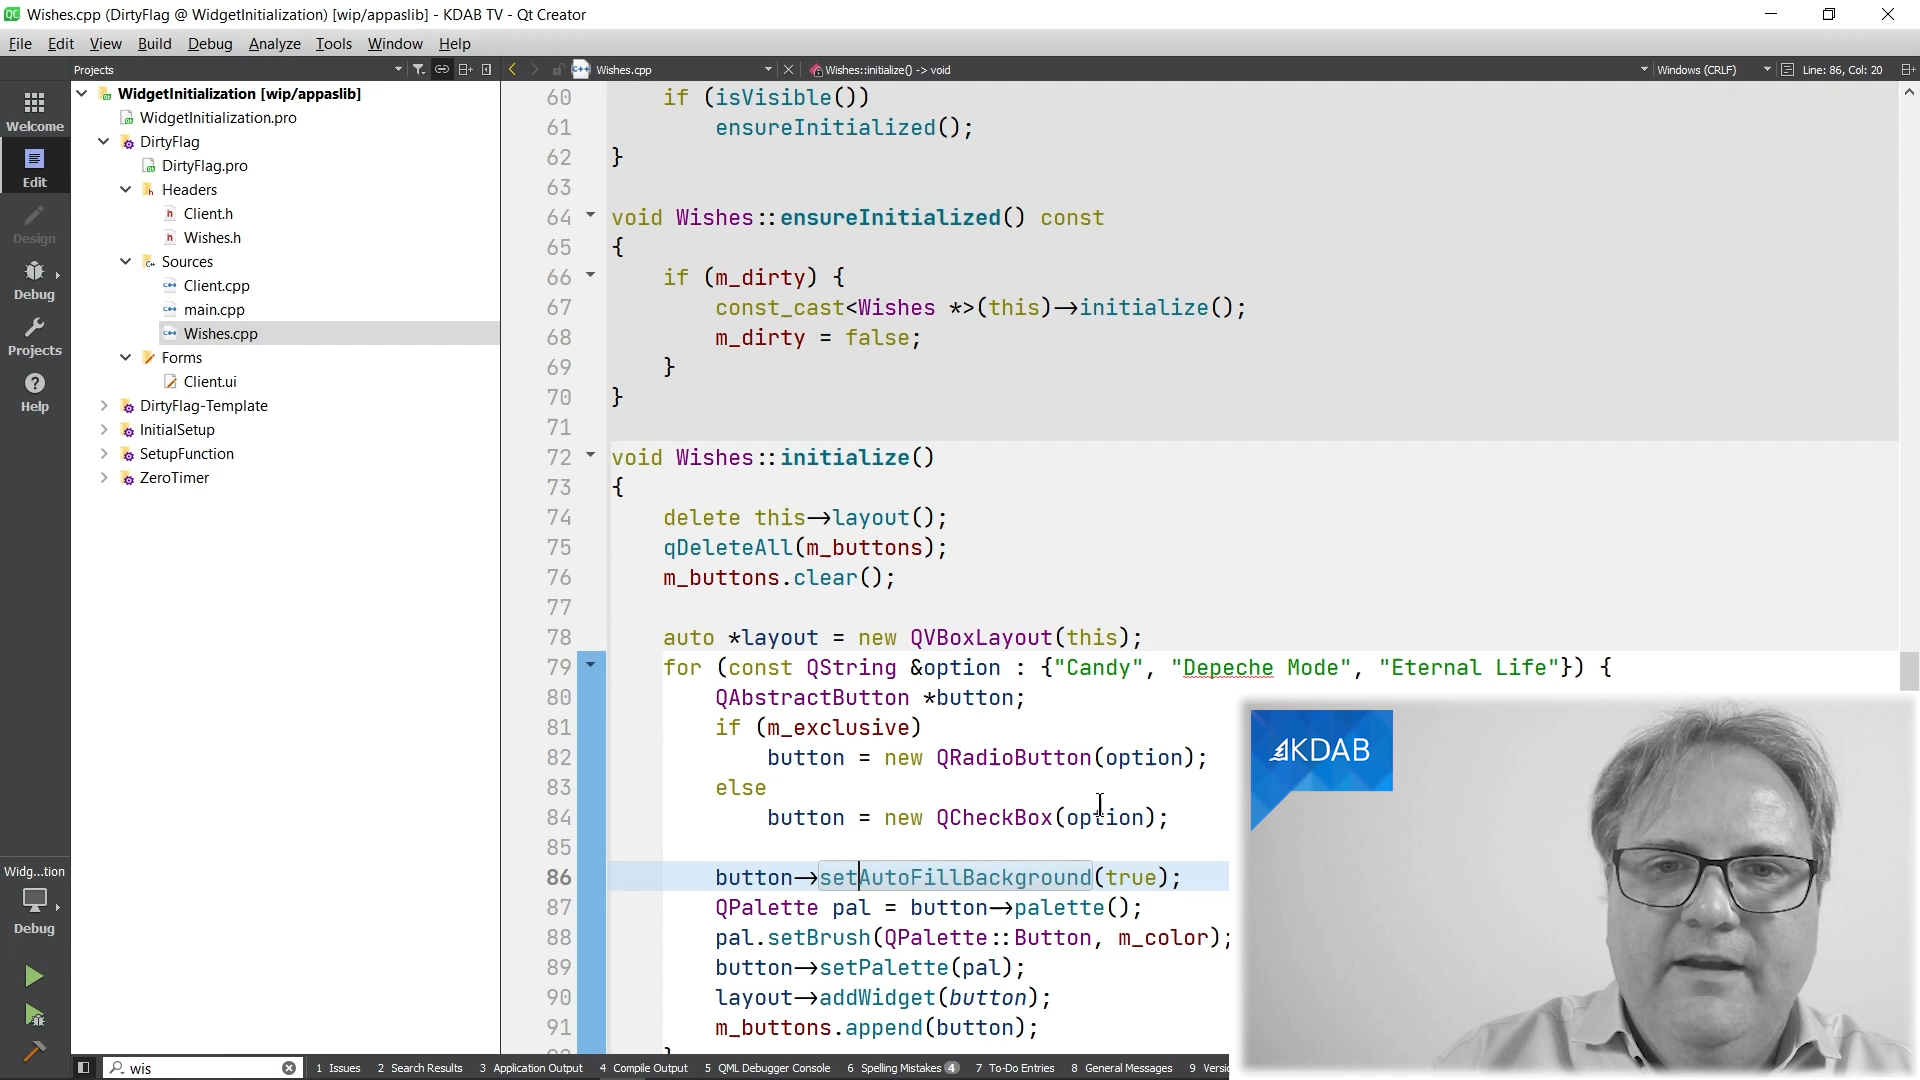 Wishes.cpp (DirtyFlag @ WidgetInitialization) [wip/appaslib] - KDAB TV - Qt Creator
File Edit View Build Debug Analyze Tools Window Help
Projects
Wishes.cpp
Wishes::initialize() -> void
Windows (CRLF)
Line: 86, Col: 20
Welcome
Edit
Design
Debug
Projects
Help
Widg...tion
Debug
WidgetInitialization [wip/appaslib]
WidgetInitialization.pro
DirtyFlag
DirtyFlag.pro
Headers
Client.h
Wishes.h
Sources
Client.cpp
main.cpp
Wishes.cpp
Forms
Client.ui
DirtyFlag-Template
InitialSetup
SetupFunction
ZeroTimer
60 if (isVisible())
61 ensureInitialized();
62 }
63
64 void Wishes::ensureInitialized() const
65 {
66 if (m_dirty) {
67 const_cast<Wishes *>(this)->initialize();
68 m_dirty = false;
69 }
70 }
71
72 void Wishes::initialize()
73 {
74 delete this->layout();
75 qDeleteAll(m_buttons);
76 m_buttons.clear();
77
78 auto *layout = new QVBoxLayout(this);
79 for (const QString &option : {"Candy", "Depeche Mode", "Eternal Life"}) {
80 QAbstractButton *button;
81 if (m_exclusive)
82 button = new QRadioButton(option);
83 else
84 button = new QCheckBox(option);
85
86 button->setAutoFillBackground(true);
87 QPalette pal = button->palette();
88 pal.setBrush(QPalette::Button, m_color);
89 button->setPalette(pal);
90 layout->addWidget(button);
91 m_buttons.append(button);
KDAB
wis
1 Issues 2 Search Results 3 Application Output 4 Compile Output 5 QML Debugger Console 6 Spelling Mistakes 4 7 To-Do Entries 8 General Messages 9